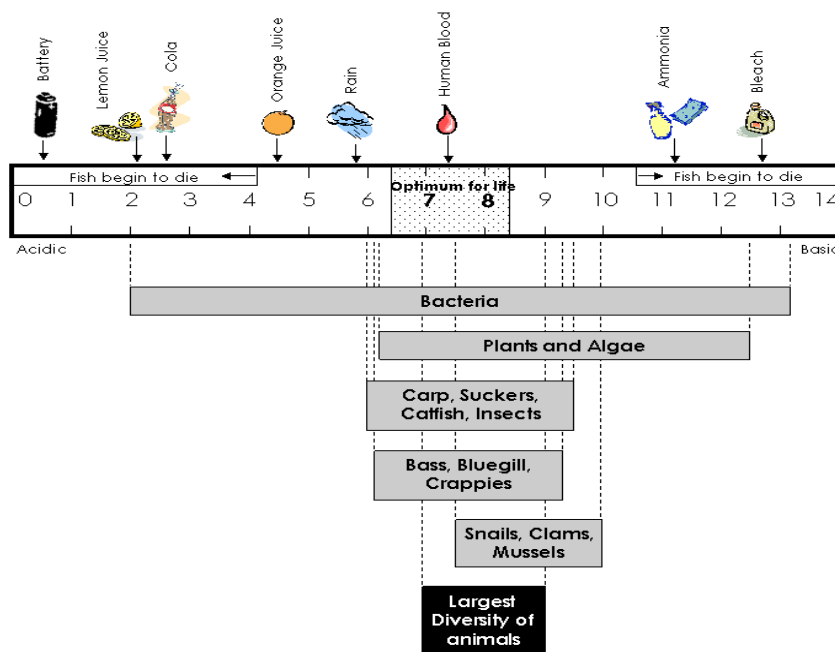 Battery
Lemon Juice
Cola
Orange Juice
Rain
Human Blood
Ammonia
Bleach
Fish begin to die
Optimum for life
Fish begin to die
0 1 2 3 4 5 6 7 8 9 10 11 12 13 14
Acidic
Basic
Bacteria
Plants and Algae
Carp, Suckers,
Catfish, Insects
Bass, Bluegill,
Crappies
Snails, Clams,
Mussels
Largest
Diversity of
animals